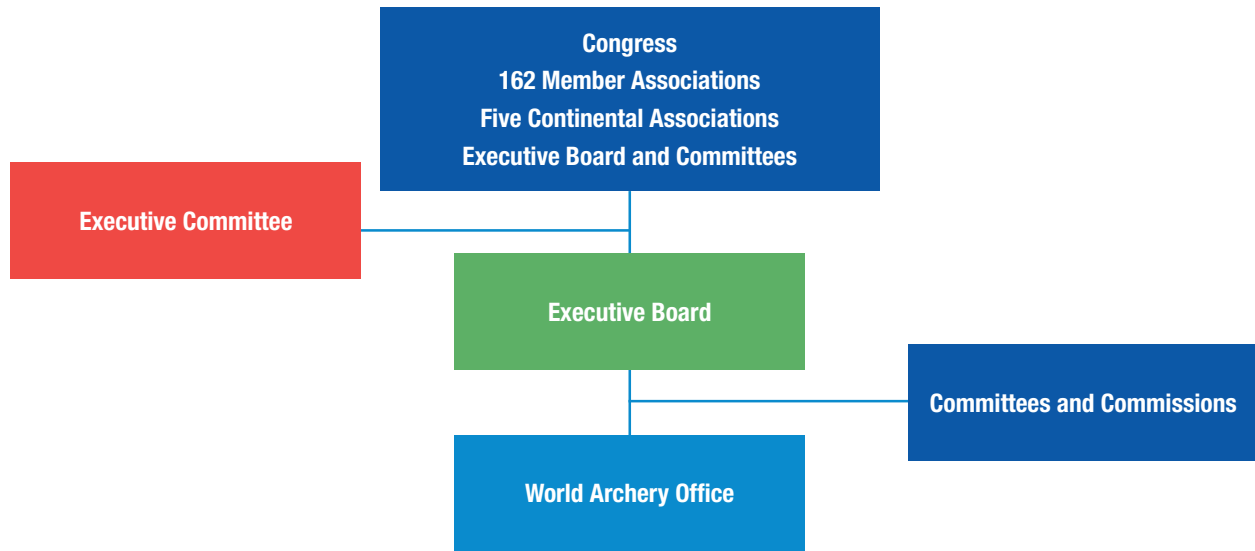 Congress
162 Member Associations
Five Continental Associations
Executive Board and Committees
Executive Committee
Executive Board
Committees and Commissions
World Archery Office